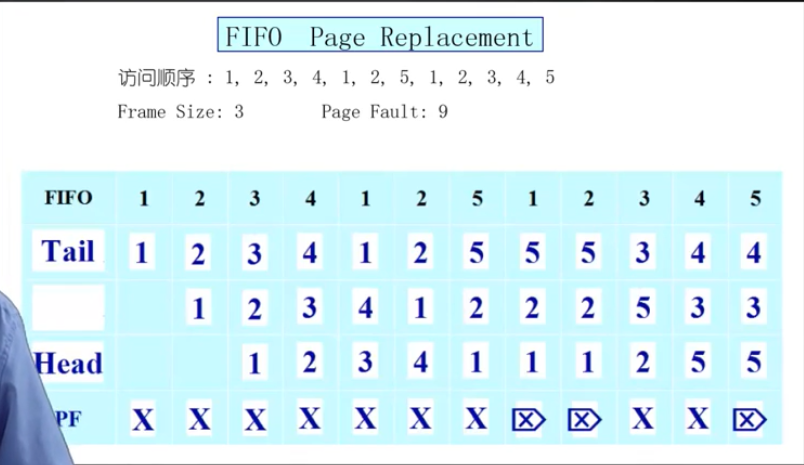 FIFO Page Replacement
访问顺序 : 1, 2, 3, 4, 1, 2, 5, 1, 2, 3, 4, 5
Frame Size: 3 Page Fault: 9
FIFO 1 2 3 4 1 2 5 1 2 3 4 5
Tail 1 2 3 4 1 2 5 5 5 3 4 4
1 2 3 4 1 2 2 2 5 3 3
Head 1 2 3 4 1 1 1 2 5 5
PF X X X X X X X ⌦ ⌦ X X ⌦